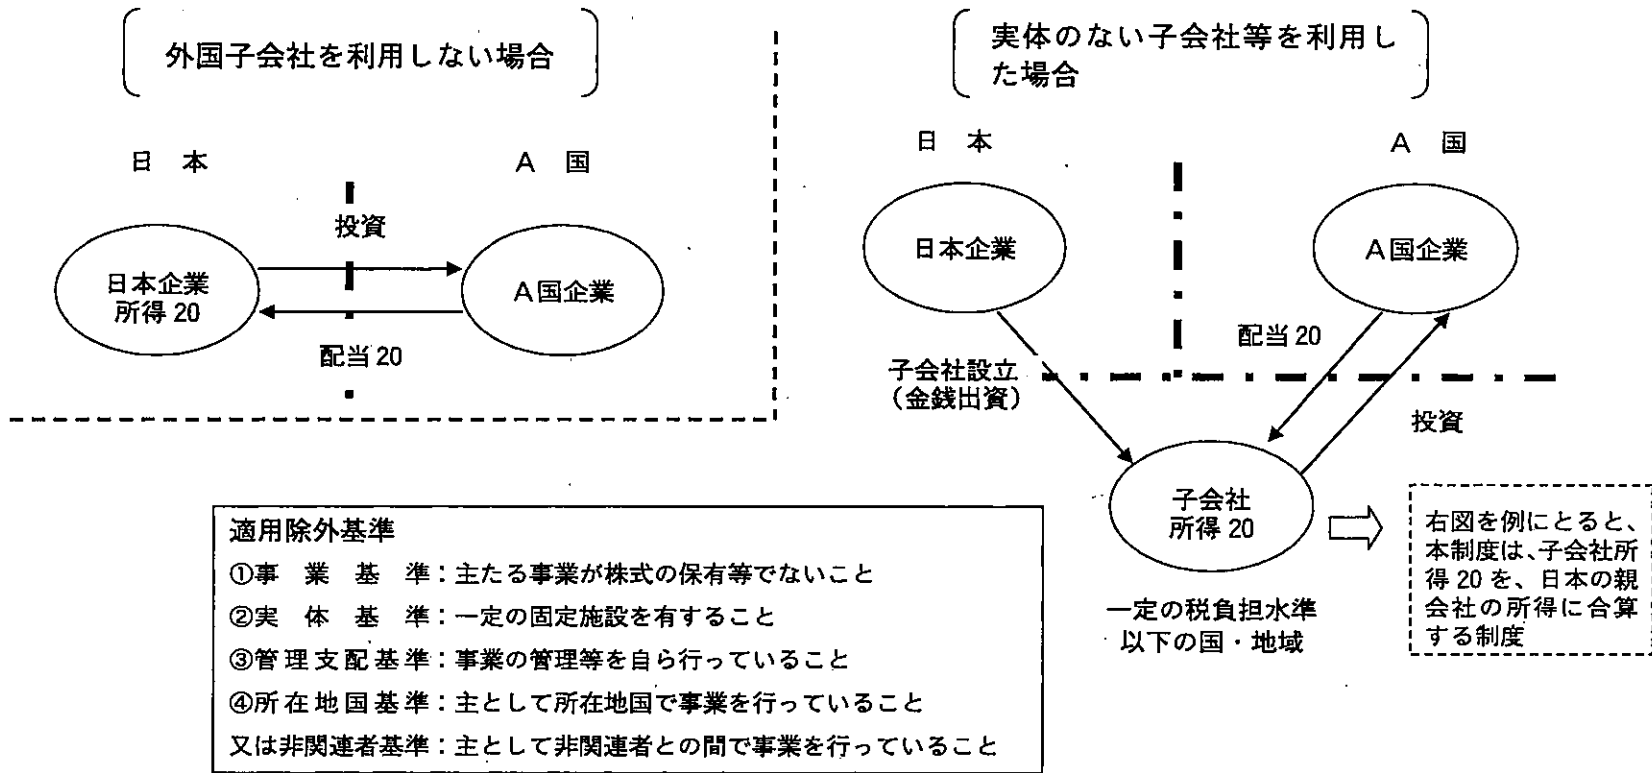 外国子会社を利用しない場合
日 本
A 国
投資
日本企業
所得 20
A国企業
配当 20
実体のない子会社等を利用し
た場合
日 本
A 国
日本企業
A国企業
配当 20
子会社設立
（金銭出資）
投資
子会社
所得 20
一定の税負担水準
以下の国・地域
右図を例にとると、
本制度は、子会社所
得 20 を、日本の親
会社の所得に合算
する制度
適用除外基準
①事 業 基 準：主たる事業が株式の保有等でないこと
②実 体 基 準：一定の固定施設を有すること
③管理支配基準：事業の管理等を自ら行っていること
④所在地国基準：主として所在地国で事業を行っていること
又は非関連者基準：主として非関連者との間で事業を行っていること